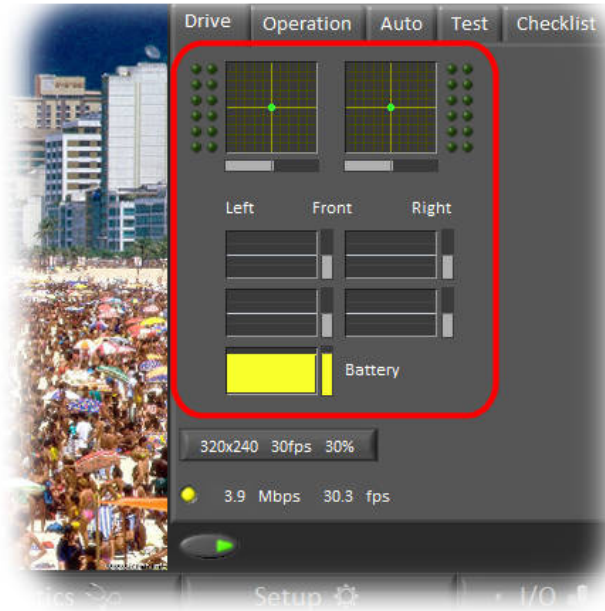 Drive Operation Auto Test Checklist
Left Front Right
Battery
320x240 30fps 30%
3.9 Mbps 30.3 fps
tics Setup I/O